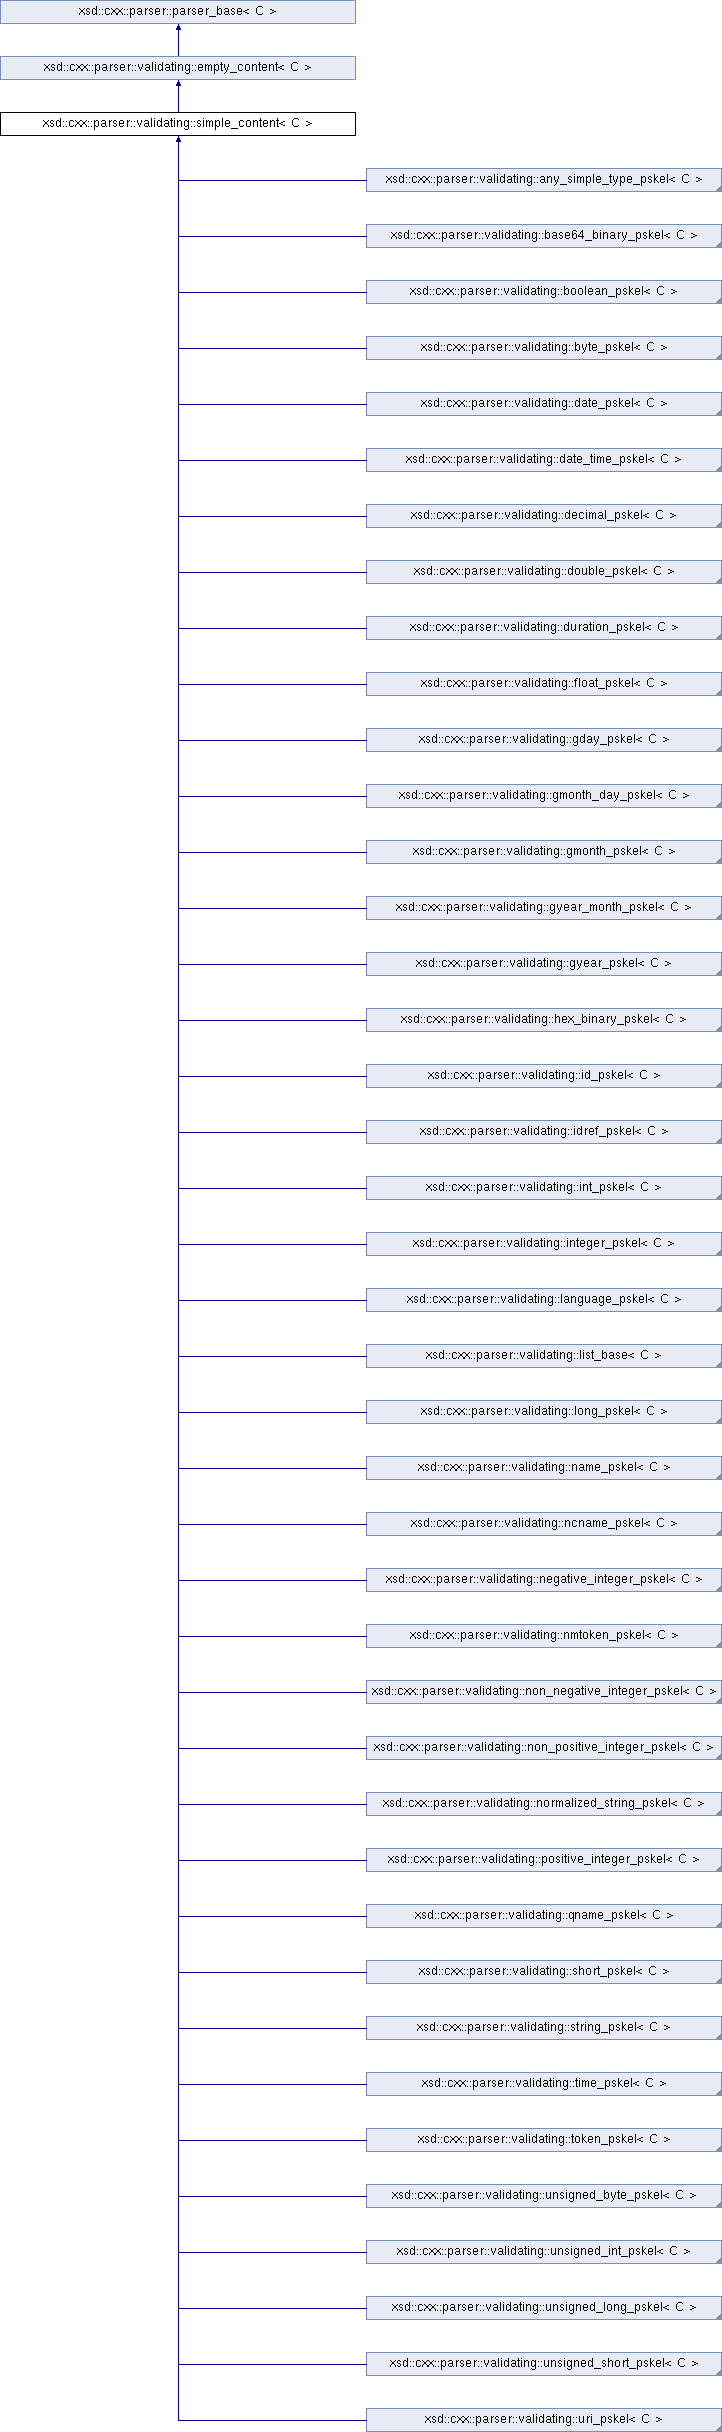 xsd::cxx::parser::parser_base< C >
xsd::cxx::parser::validating::empty_content< C >
xsd::cxx::parser::validating::simple_content< C >
xsd::cxx::parser::validating::any_simple_type_pskel< C >
xsd::cxx::parser::validating::base64_binary_pskel< C >
xsd::cxx::parser::validating::boolean_pskel< C >
xsd::cxx::parser::validating::byte_pskel< C >
xsd::cxx::parser::validating::date_pskel< C >
xsd::cxx::parser::validating::date_time_pskel< C >
xsd::cxx::parser::validating::decimal_pskel< C >
xsd::cxx::parser::validating::double_pskel< C >
xsd::cxx::parser::validating::duration_pskel< C >
xsd::cxx::parser::validating::float_pskel< C >
xsd::cxx::parser::validating::gday_pskel< C >
xsd::cxx::parser::validating::gmonth_day_pskel< C >
xsd::cxx::parser::validating::gmonth_pskel< C >
xsd::cxx::parser::validating::gyear_month_pskel< C >
xsd::cxx::parser::validating::gyear_pskel< C >
xsd::cxx::parser::validating::hex_binary_pskel< C >
xsd::cxx::parser::validating::id_pskel< C >
xsd::cxx::parser::validating::idref_pskel< C >
xsd::cxx::parser::validating::int_pskel< C >
xsd::cxx::parser::validating::integer_pskel< C >
xsd::cxx::parser::validating::language_pskel< C >
xsd::cxx::parser::validating::list_base< C >
xsd::cxx::parser::validating::long_pskel< C >
xsd::cxx::parser::validating::name_pskel< C >
xsd::cxx::parser::validating::ncname_pskel< C >
xsd::cxx::parser::validating::negative_integer_pskel< C >
xsd::cxx::parser::validating::nmtoken_pskel< C >
xsd::cxx::parser::validating::non_negative_integer_pskel< C >
xsd::cxx::parser::validating::non_positive_integer_pskel< C >
xsd::cxx::parser::validating::normalized_string_pskel< C >
xsd::cxx::parser::validating::positive_integer_pskel< C >
xsd::cxx::parser::validating::qname_pskel< C >
xsd::cxx::parser::validating::short_pskel< C >
xsd::cxx::parser::validating::string_pskel< C >
xsd::cxx::parser::validating::time_pskel< C >
xsd::cxx::parser::validating::token_pskel< C >
xsd::cxx::parser::validating::unsigned_byte_pskel< C >
xsd::cxx::parser::validating::unsigned_int_pskel< C >
xsd::cxx::parser::validating::unsigned_long_pskel< C >
xsd::cxx::parser::validating::unsigned_short_pskel< C >
xsd::cxx::parser::validating::uri_pskel< C >